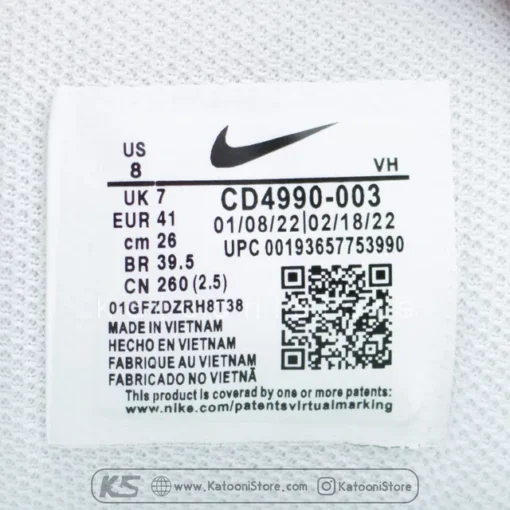 US
8
VH
UK 7
CD4990-003
EUR 41
01/08/22|02/18/22
cm 26
UPC 00193657753990
BR 39.5
CN 260 (2.5)
01GFZDZRH8T38
MADE IN VIETNAM
HECHO EN VIETNAM
FABRIQUE AU VIETNAM
FABRICADO NO VIETNÃ
This product is covered by one or more patents:
www.nike.com/patentsvirtualmarking
KS www.KatooniStore.com KatooniStore